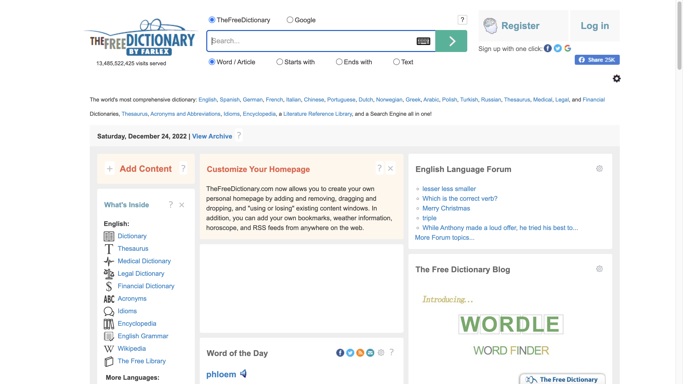 TheFreeDictionary
Google
?
THE FREE DICTIONARY
BY FARLEX
13,465,522,425 visits served
Search...
Word / Article
Starts with
Ends with
Text
Register
Log in
Sign up with one click:
Share 25K
The world's most comprehensive dictionary: English, Spanish, German, French, Italian, Chinese, Portuguese, Dutch, Norwegian, Greek, Arabic, Polish, Turkish, Russian, Thesaurus, Medical, Legal, and Financial
Dictionaries, Thesaurus, Acronyms and Abbreviations, Idioms, Encyclopedia, a Literature Reference Library, and a Search Engine all in one!
Saturday, December 24, 2022 | View Archive ?
+ Add Content ?
What's Inside ? ×
English:
Dictionary
T Thesaurus
Medical Dictionary
Legal Dictionary
$ Financial Dictionary
ABC Acronyms
Idioms
Encyclopedia
English Grammar
W Wikipedia
The Free Library
More Languages:
Customize Your Homepage ? ×
TheFreeDictionary.com now allows you to create your own
personal homepage by adding and removing, dragging and
dropping, and "using or losing" existing content windows. In
addition, you can add your own bookmarks, weather information,
horoscope, and RSS feeds from anywhere on the web.
Word of the Day ?
phloem
English Language Forum
lesser less smaller
Which is the correct verb?
Merry Christmas
triple
While Anthony made a loud offer, he tried his best to...
More Forum topics...
The Free Dictionary Blog
Introducing...
WORDLE
WORD FINDER
The Free Dictionary